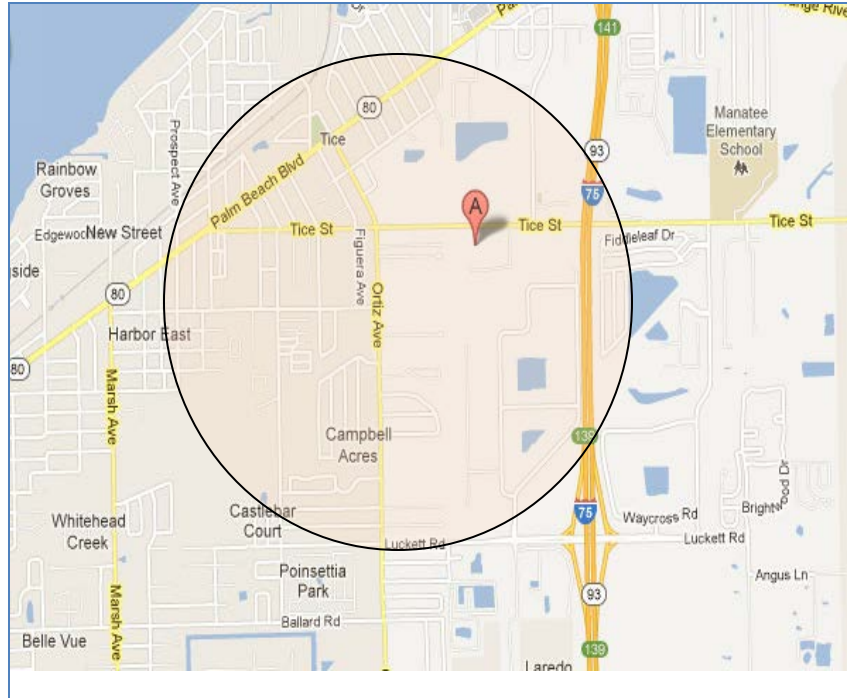 141
80
93
Tice
Manatee
Elementary
School
Prospect Ave
Rainbow
Groves
Palm Beach Blvd
75
A
Edgewood
New Street
Tice St
Tice St
Tice St
Figuera Ave
Fiddleleaf Dr
side
80
Ortiz Ave
Harbor East
80
Marsh Ave
Campbell
Acres
139
Castlebar
Court
Whitehead
Creek
75
Waycross Rd
Luckett Rd
Luckett Rd
Poinsettia
Park
Angus Ln
Marsh Ave
93
Ballard Rd
Belle Vue
139
Laredo